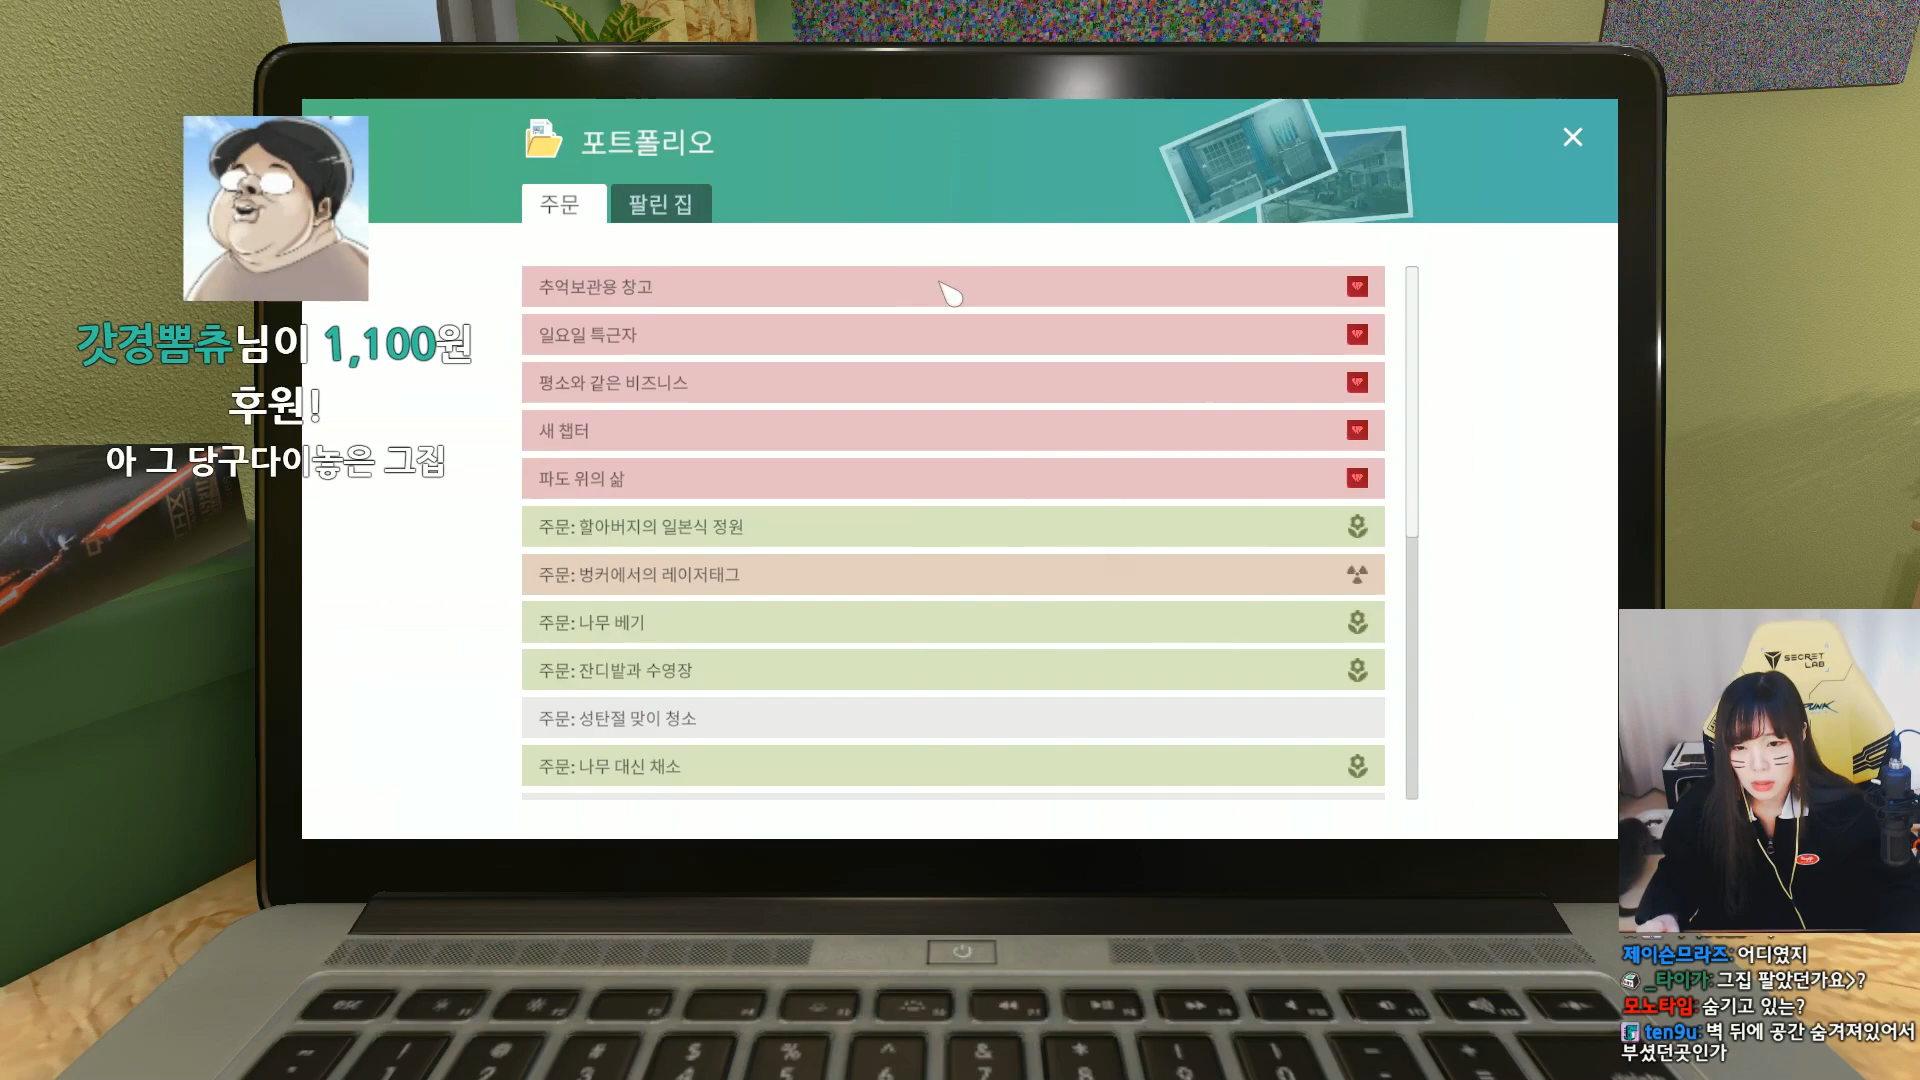 포트폴리오
주문
팔린 집
추억보관용 창고
일요일 특근자
평소와 같은 비즈니스
새 챕터
파도 위의 삶
주문: 할아버지의 일본식 정원
주문: 벙커에서의 레이저태그
주문: 나무 베기
주문: 잔디밭과 수영장
주문: 성탄절 맞이 청소
주문: 나무 대신 채소
갓경뽐츄님이 1,100원
후원!
아 그 당구다이놓은 그집
SECRET
LAB
제이슨므라즈: 어디였지
_타이가: 그집 팔았던가요>?
모노타임: 숨기고 있는?
ten9u: 벽 뒤에 공간 숨겨져있어서
부셨던곳인가
esc